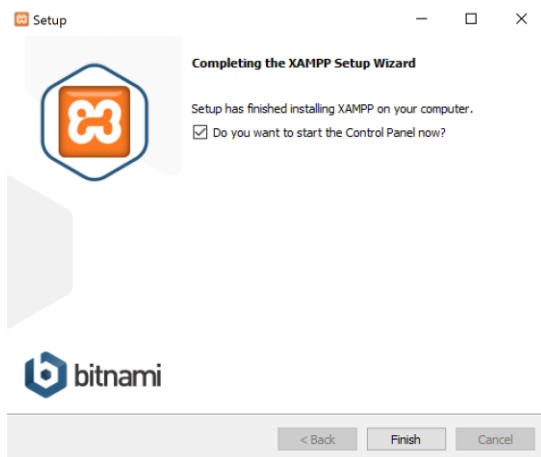 Setup
Completing the XAMPP Setup Wizard
Setup has finished installing XAMPP on your computer.
Do you want to start the Control Panel now?
bitnami
< Back
Finish
Cancel